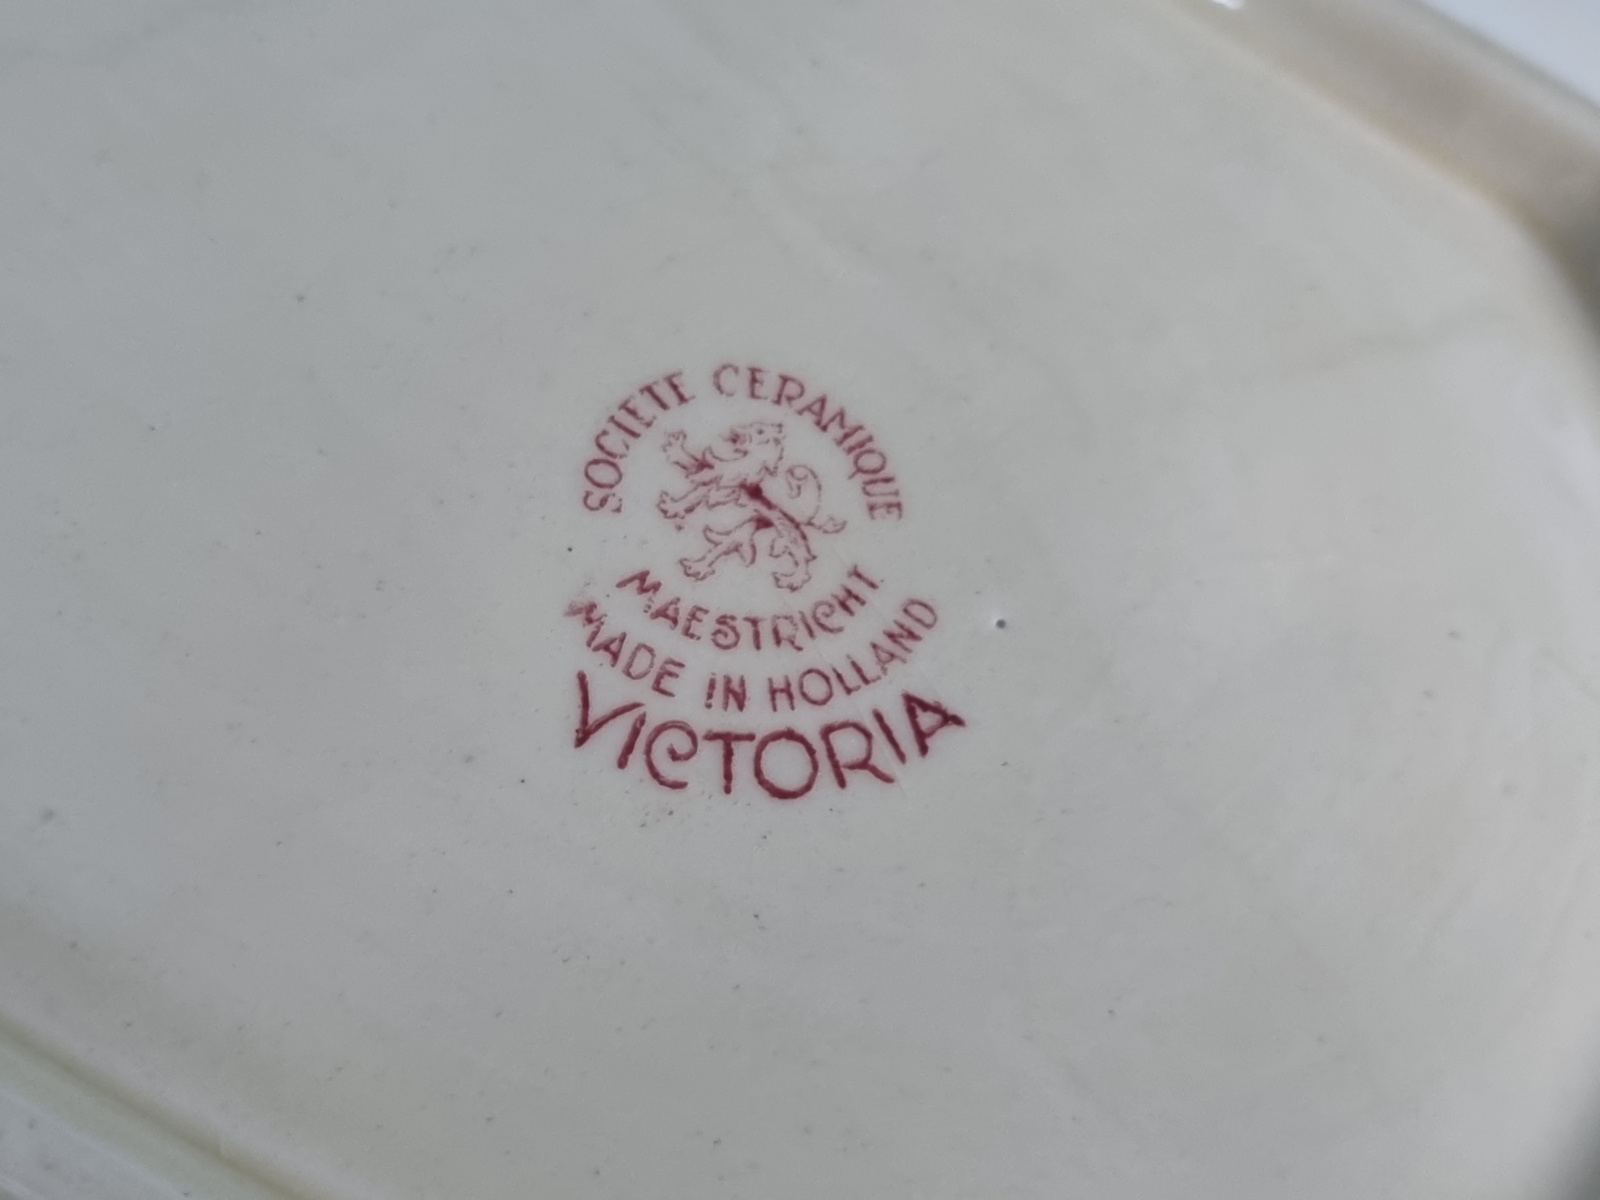 SOCIETE CERAMIQUE
MAESTRICHT
MADE IN HOLLAND
VICTORIA